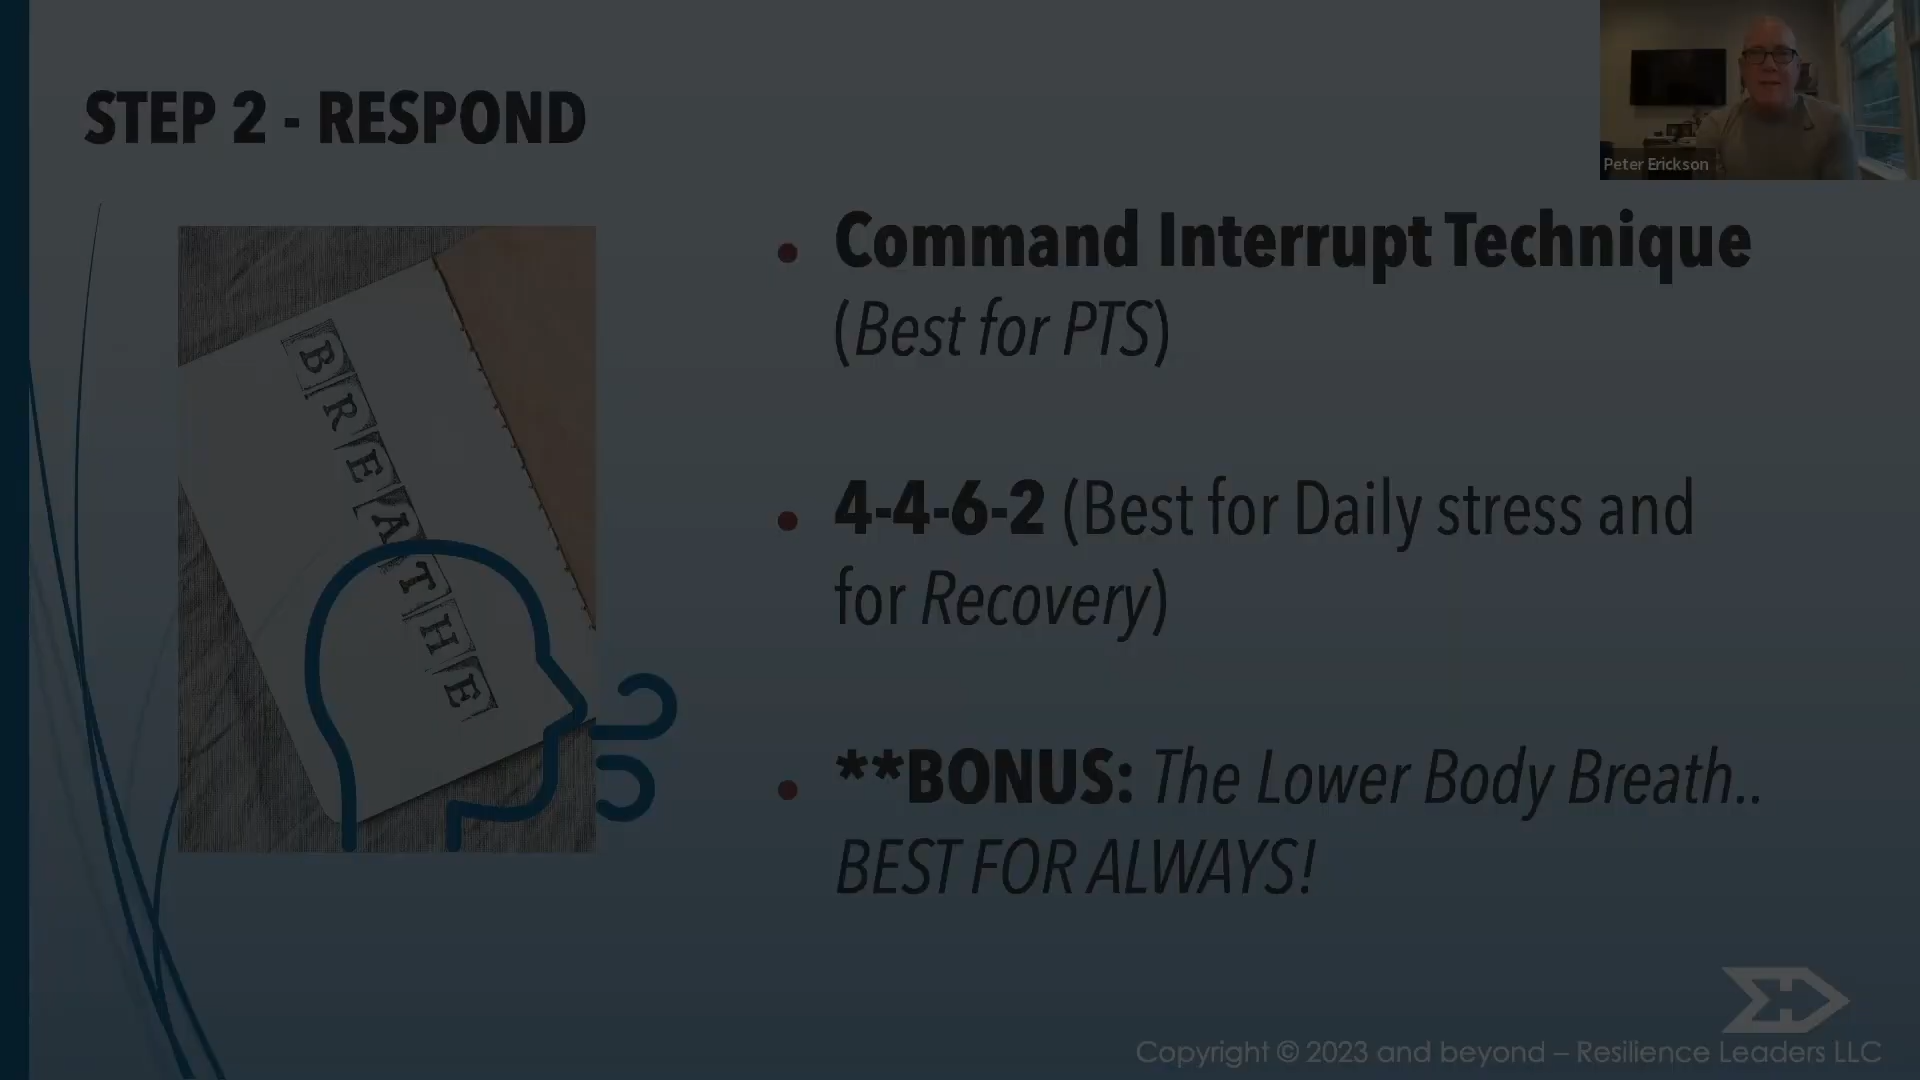 STEP 2 - RESPOND
Peter Erickson
Command Interrupt Technique
(Best for PTS)
BREATHE
4-4-6-2 (Best for Daily stress and
for Recovery)
**BONUS: The Lower Body Breath..
BEST FOR ALWAYS!
Copyright © 2023 and beyond – Resilience Leaders LLC